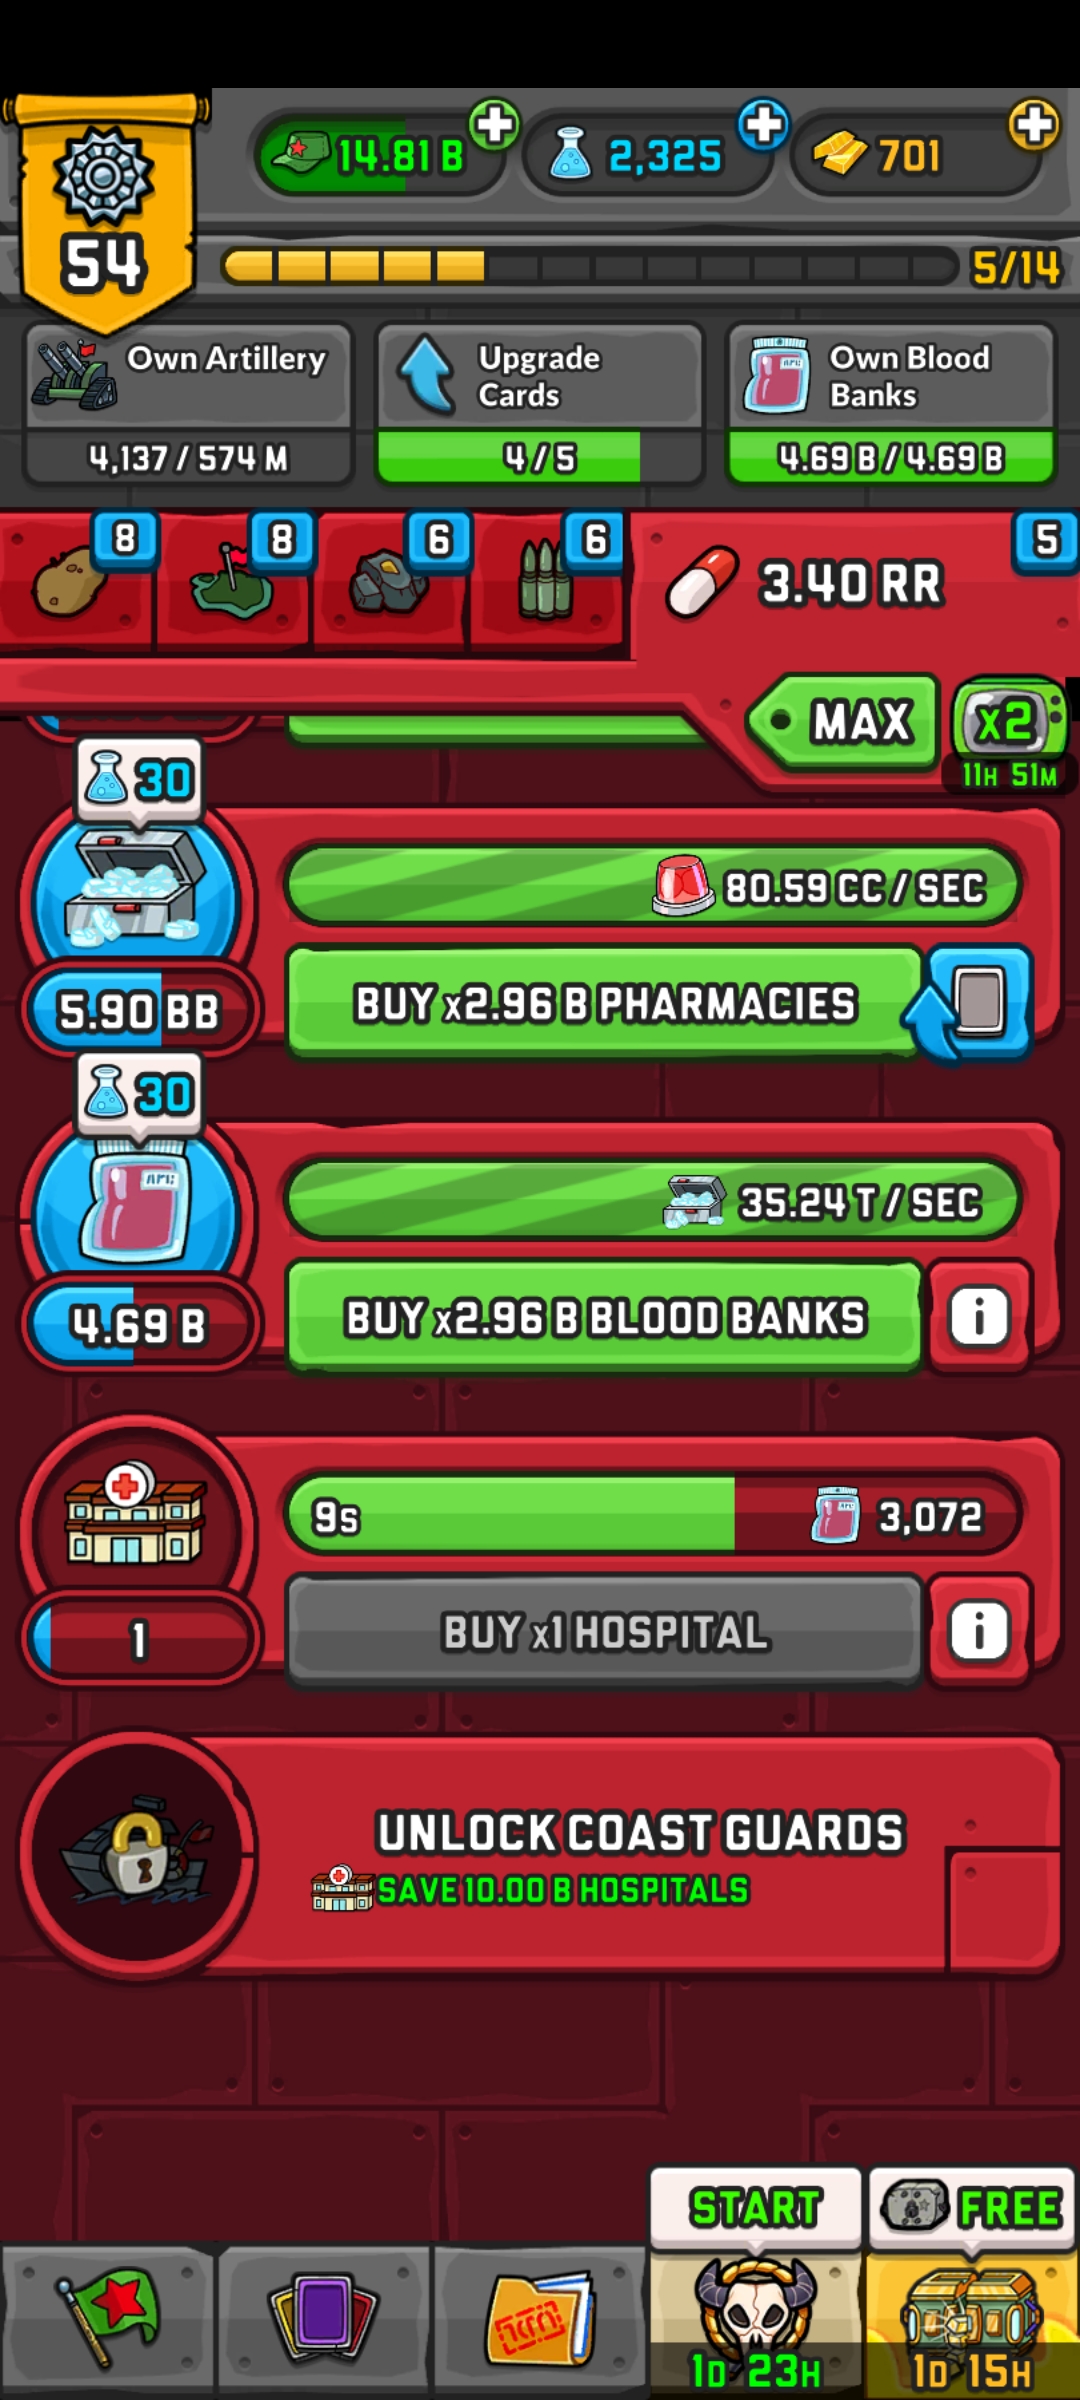 14.81 B
2,325
701
54
5/14
Own Artillery
4,137 / 574 M
Upgrade
Cards
4 / 5
Own Blood
Banks
4.69 B / 4.69 B
8
8
6
6
3.40 RR
5
MAX
x2
11H 51M
30
80.59 CC / SEC
5.90 BB
BUY x2.96 B PHARMACIES
30
35.24 T / SEC
4.69 B
BUY x2.96 B BLOOD BANKS
i
9s
3,072
1
BUY x1 HOSPITAL
i
UNLOCK COAST GUARDS
SAVE 10.00 B HOSPITALS
START
FREE
1D 23H
1D 15H